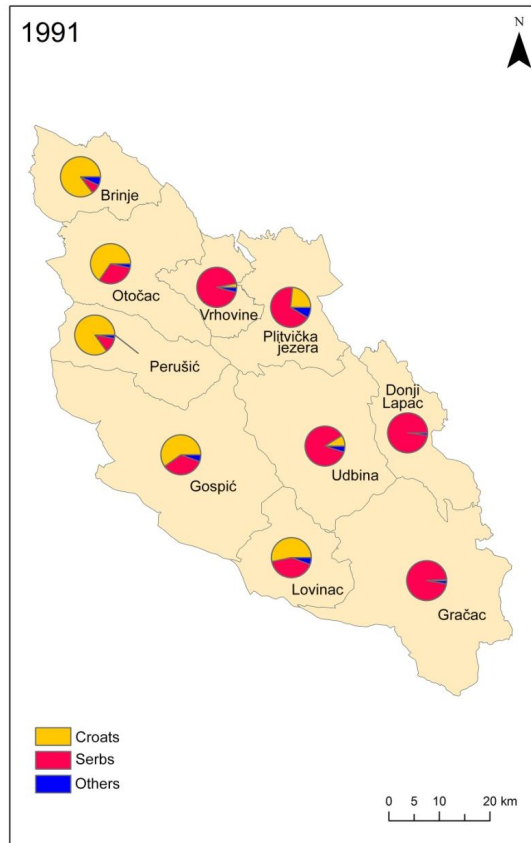 1991
N
Brinje
Otočac
Vrhovine
Plitvička
jezera
Perušić
Donji
Lapac
Gospić
Udbina
Lovinac
Gračac
Croats
Serbs
Others
0 5 10 20 km